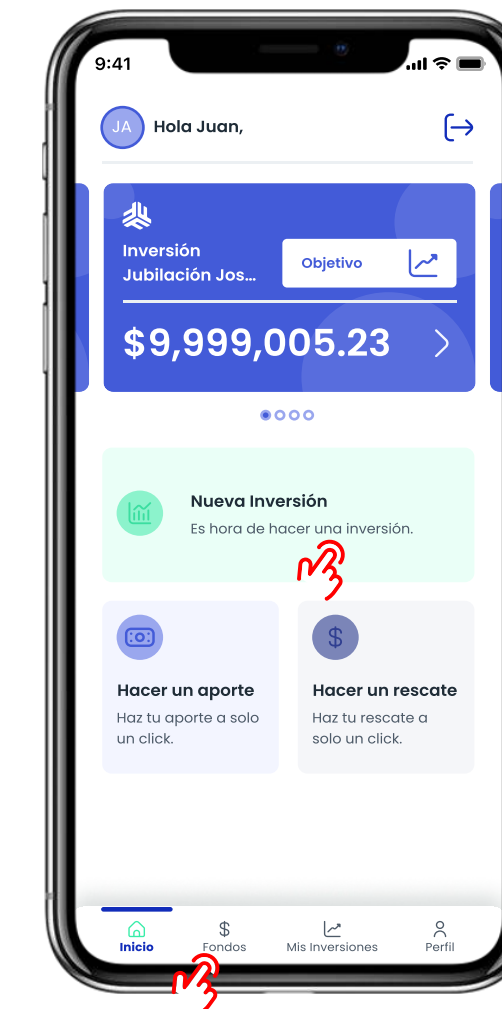 9:41
JA
Hola Juan,
Inversión
Jubilación Jos...
Objetivo
$9,999,005.23
Nueva Inversión
Es hora de hacer una inversión.
Hacer un aporte
Haz tu aporte a solo
un click.
Hacer un rescate
Haz tu rescate a
solo un click.
Inicio
Fondos
Mis Inversiones
Perfil